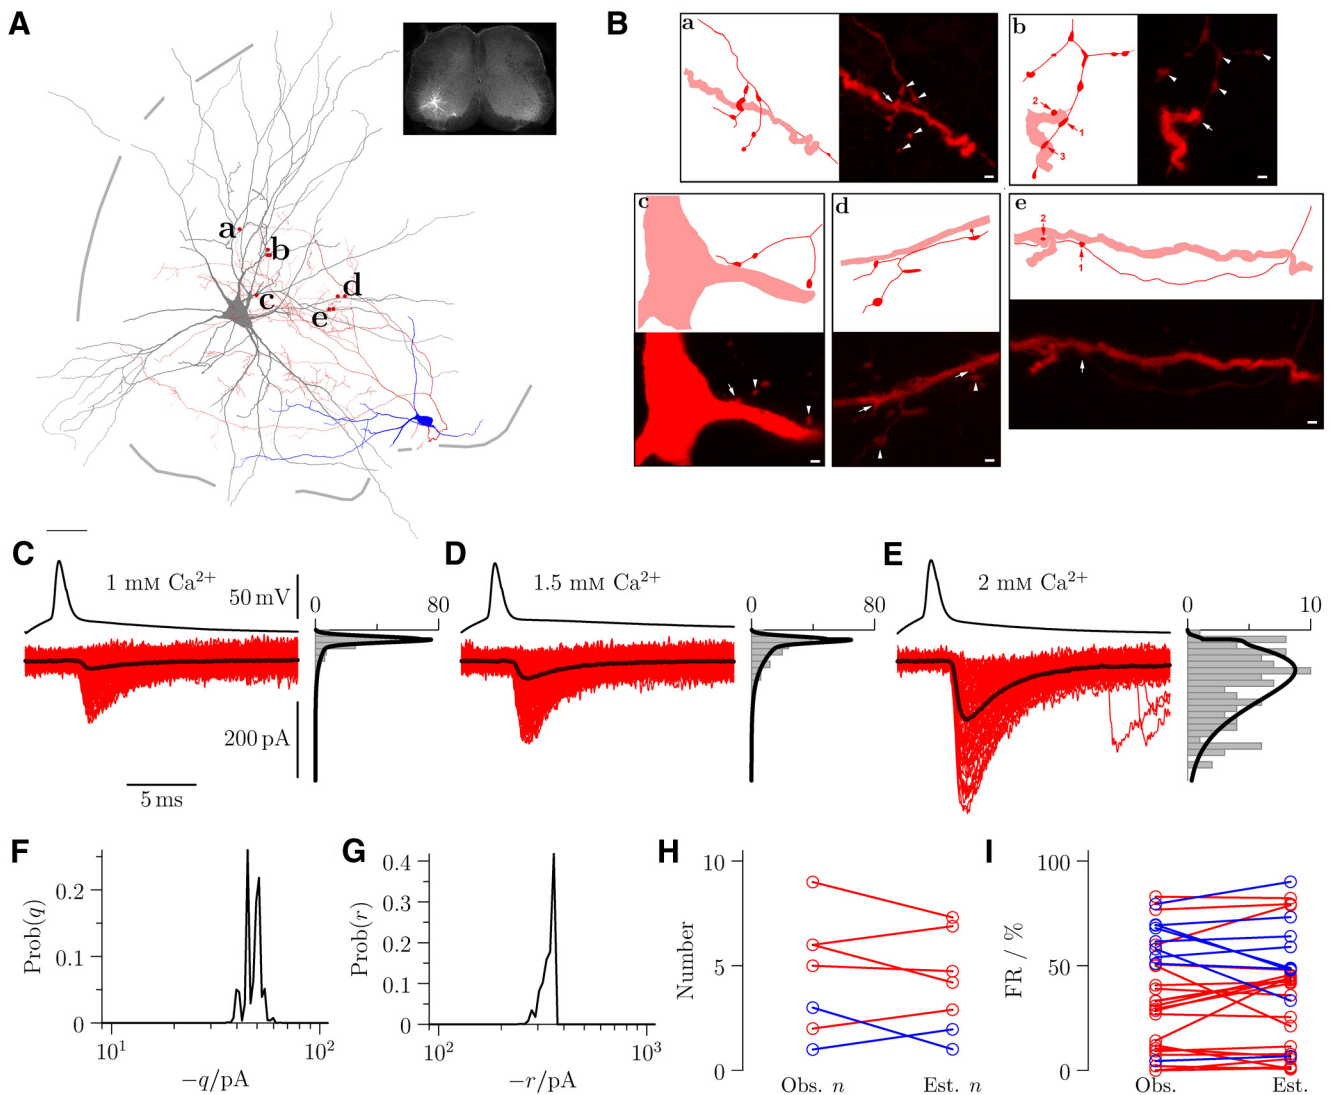 A
a
b
c
d
e
B
a
b
2
1
3
c
d
e
2
1
C
1 mM Ca2+
50 mV
0 80
200 pA
5 ms
D
1.5 mM Ca2+
0 80
E
2 mM Ca2+
0 10
F
Prob(q)
0.2
0.1
0
10^1 10^2
−q/pA
G
Prob(r)
0.4
0.3
0.2
0.1
0
10^2 10^3
−r/pA
H
Number
10
5
0
Obs. n Est. n
I
FR / %
100
50
0
Obs. Est.